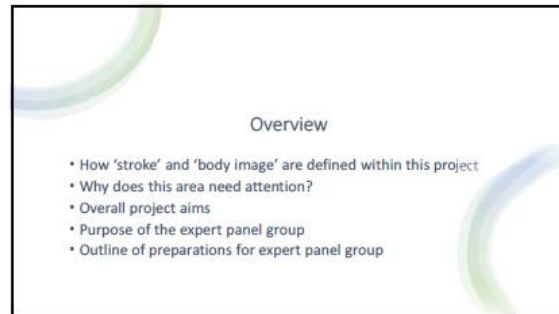 Overview
• How ‘stroke’ and ‘body image’ are defined within this project
• Why does this area need attention?
• Overall project aims
• Purpose of the expert panel group
• Outline of preparations for expert panel group